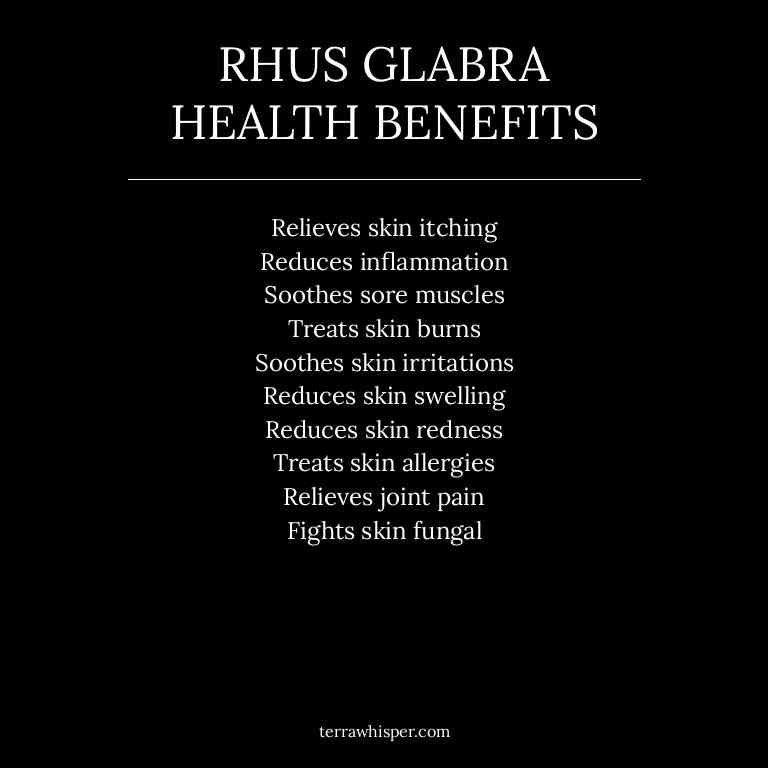 RHUS GLABRA
HEALTH BENEFITS
Relieves skin itching
Reduces inflammation
Soothes sore muscles
Treats skin burns
Soothes skin irritations
Reduces skin swelling
Reduces skin redness
Treats skin allergies
Relieves joint pain
Fights skin fungal
terrawhisper.com